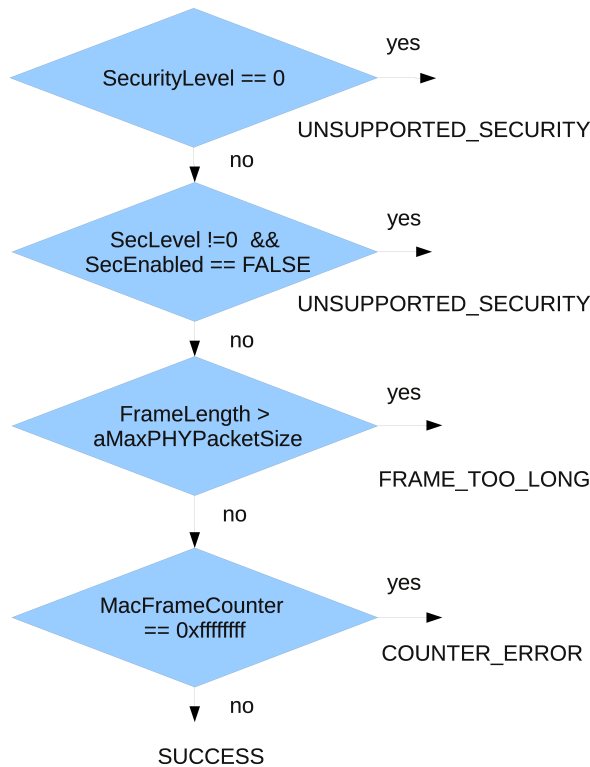 yes
SecurityLevel == 0
UNSUPPORTED_SECURITY
no
yes
SecLevel !=0  &&
SecEnabled == FALSE
UNSUPPORTED_SECURITY
no
yes
FrameLength >
aMaxPHYPacketSize
FRAME_TOO_LONG
no
yes
MacFrameCounter
== 0xffffffff
COUNTER_ERROR
no
SUCCESS